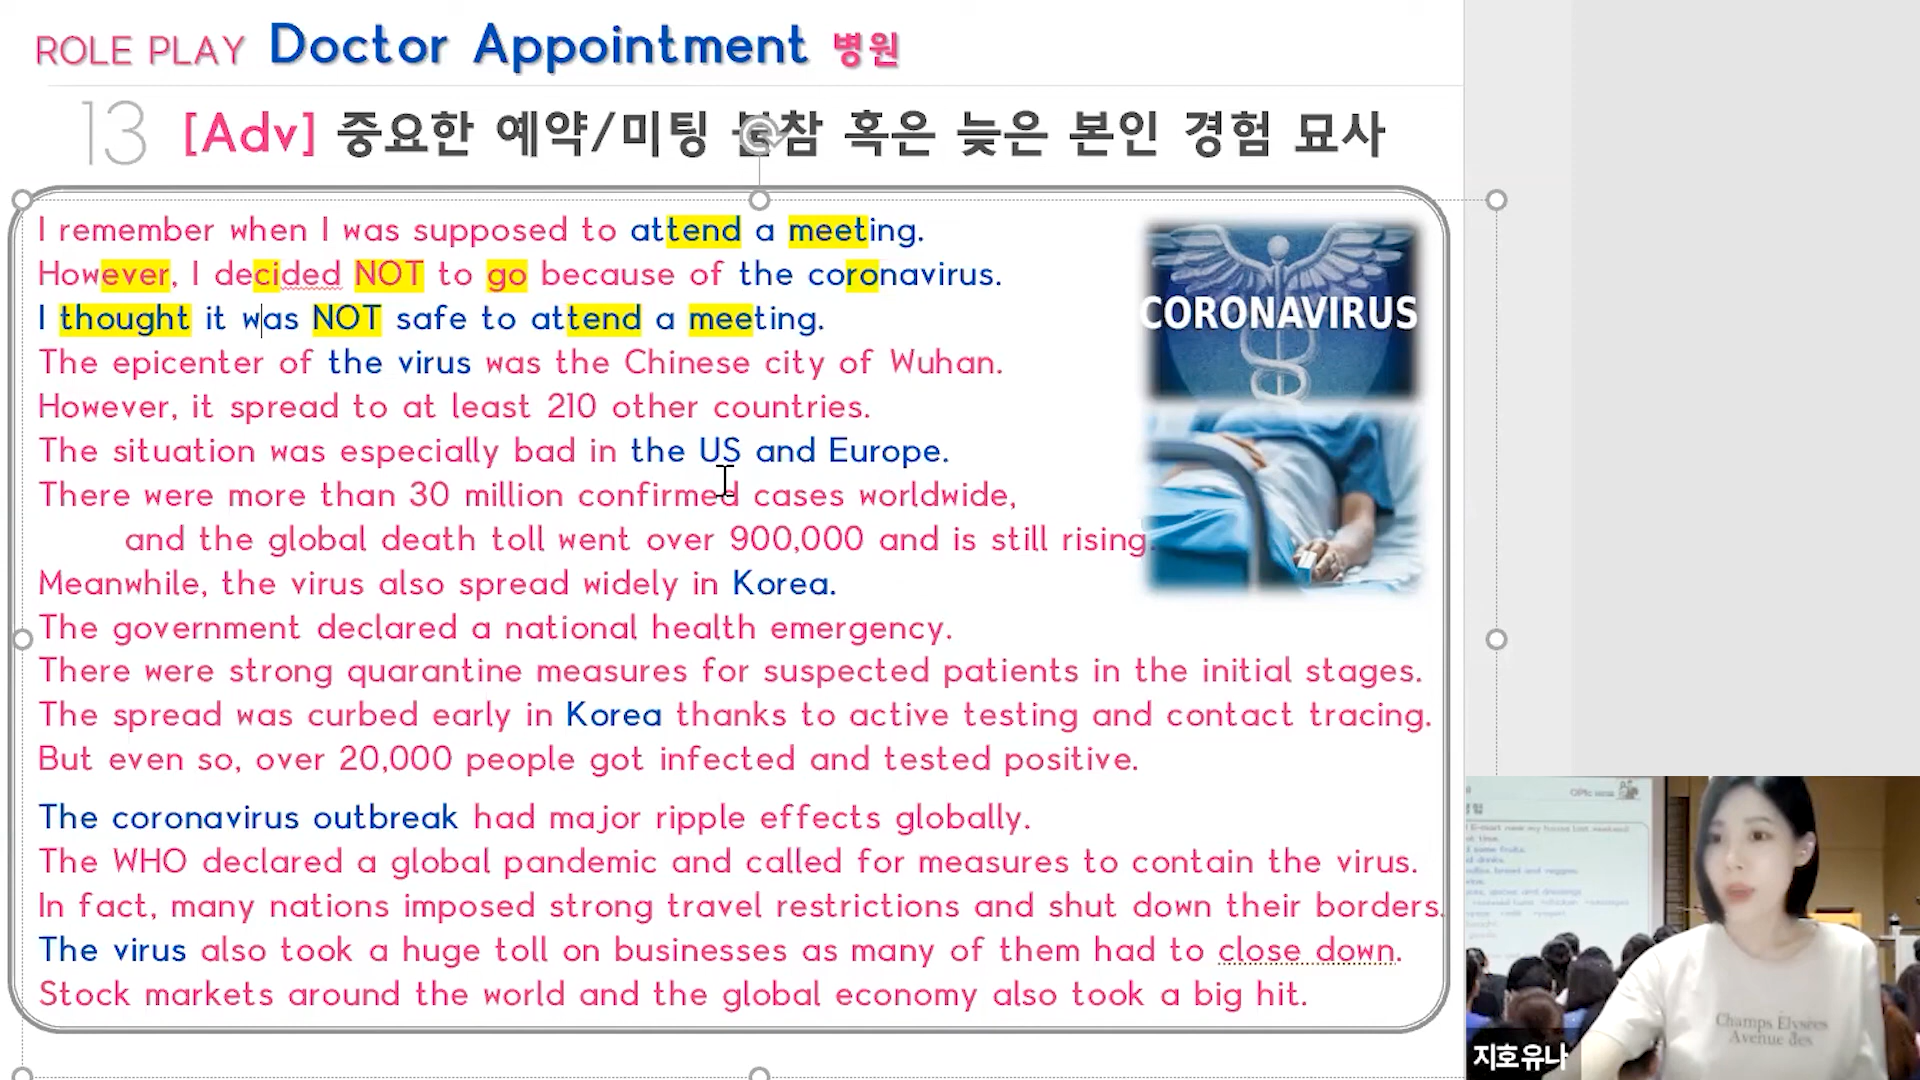 ROLE PLAY Doctor Appointment 병원
13 [Adv] 중요한 예약/미팅 불참 혹은 늦은 본인 경험 묘사
I remember when I was supposed to attend a meeting.
However, I decided NOT to go because of the coronavirus.
I thought it was NOT safe to attend a meeting.
The epicenter of the virus was the Chinese city of Wuhan.
However, it spread to at least 210 other countries.
The situation was especially bad in the US and Europe.
There were more than 30 million confirmed cases worldwide,
and the global death toll went over 900,000 and is still rising.
Meanwhile, the virus also spread widely in Korea.
The government declared a national health emergency.
There were strong quarantine measures for suspected patients in the initial stages.
The spread was curbed early in Korea thanks to active testing and contact tracing.
But even so, over 20,000 people got infected and tested positive.
The coronavirus outbreak had major ripple effects globally.
The WHO declared a global pandemic and called for measures to contain the virus.
In fact, many nations imposed strong travel restrictions and shut down their borders.
The virus also took a huge toll on businesses as many of them had to close down.
Stock markets around the world and the global economy also took a big hit.
CORONAVIRUS
Champs Élysées
Avenue des
지호유나